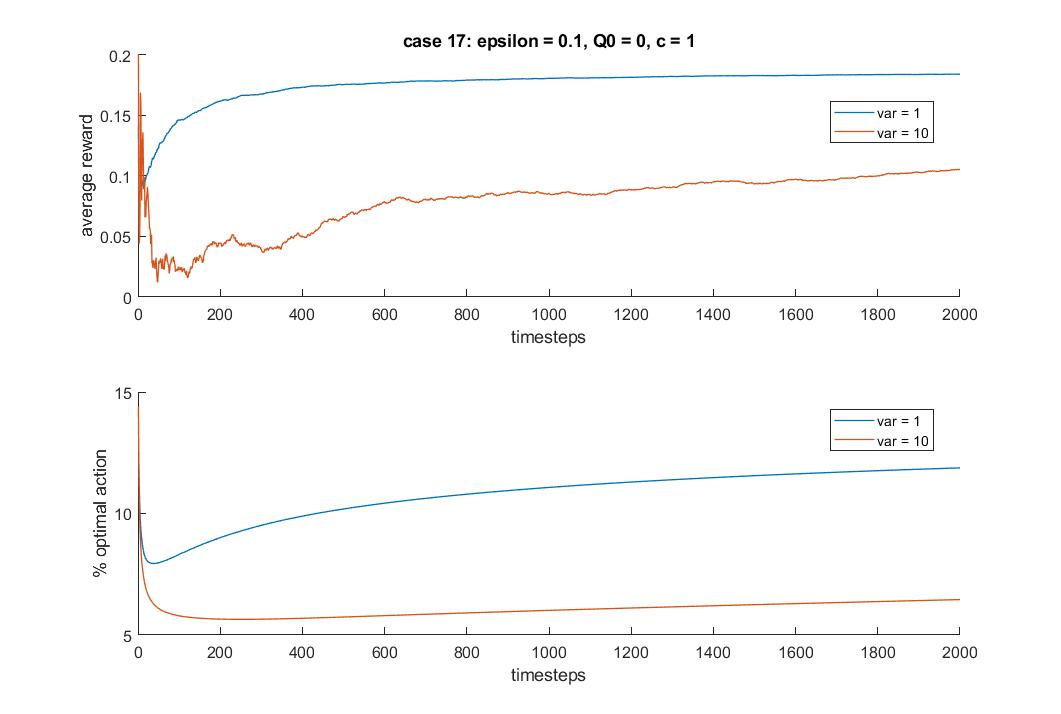 case 17: epsilon = 0.1, Q0 = 0, c = 1
0.2
0.15
0.1
0.05
0
average reward
var = 1
var = 10
0 200 400 600 800 1000 1200 1400 1600 1800 2000
timesteps
15
10
5
% optimal action
var = 1
var = 10
0 200 400 600 800 1000 1200 1400 1600 1800 2000
timesteps